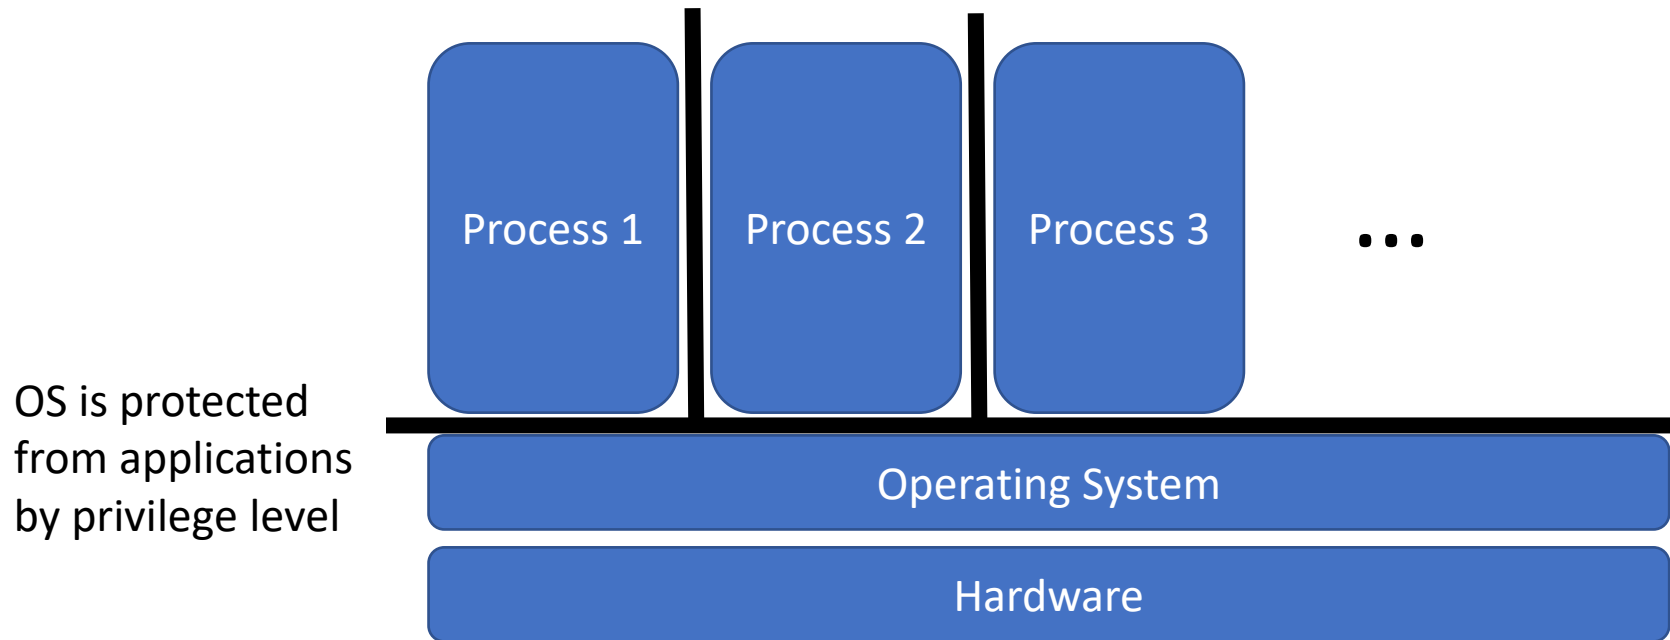 Process 1
Process 2
Process 3
...
OS is protected
from applications
by privilege level
Operating System
Hardware